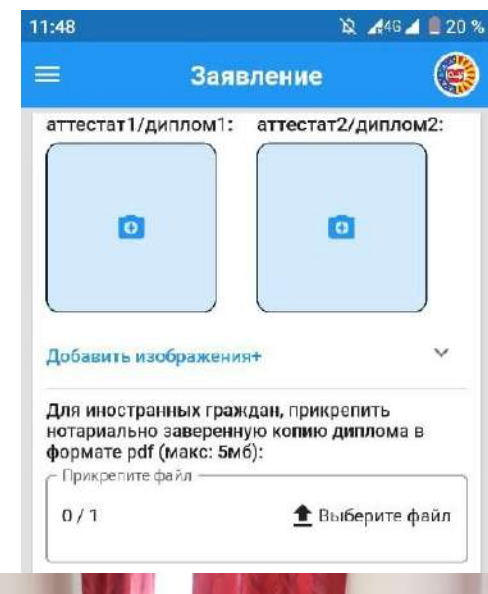 11:48 4G 20 %
Заявление
аттестат1/диплом1: аттестат2/диплом2:
Добавить изображения+
Для иностранных граждан, прикрепить
нотариально заверенную копию диплома в
формате pdf (макс: 5мб):
Прикрепите файл
0 / 1 Выберите файл